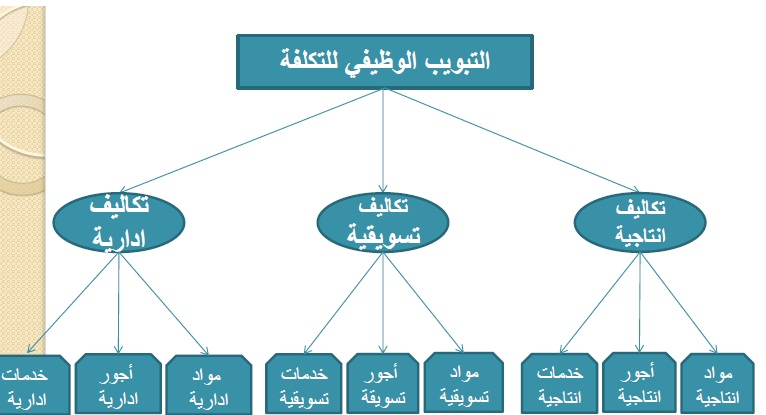 التبويب الوظيفي للتكلفة
تكاليف
انتاجية
تكاليف
تسويقية
تكاليف
ادارية
مواد
انتاجية
أجور
انتاجية
خدمات
انتاجية
مواد
تسويقية
أجور
تسوقة
خدمات
تسويقية
مواد
ادارية
أجور
ادارية
خدمات
ادارية